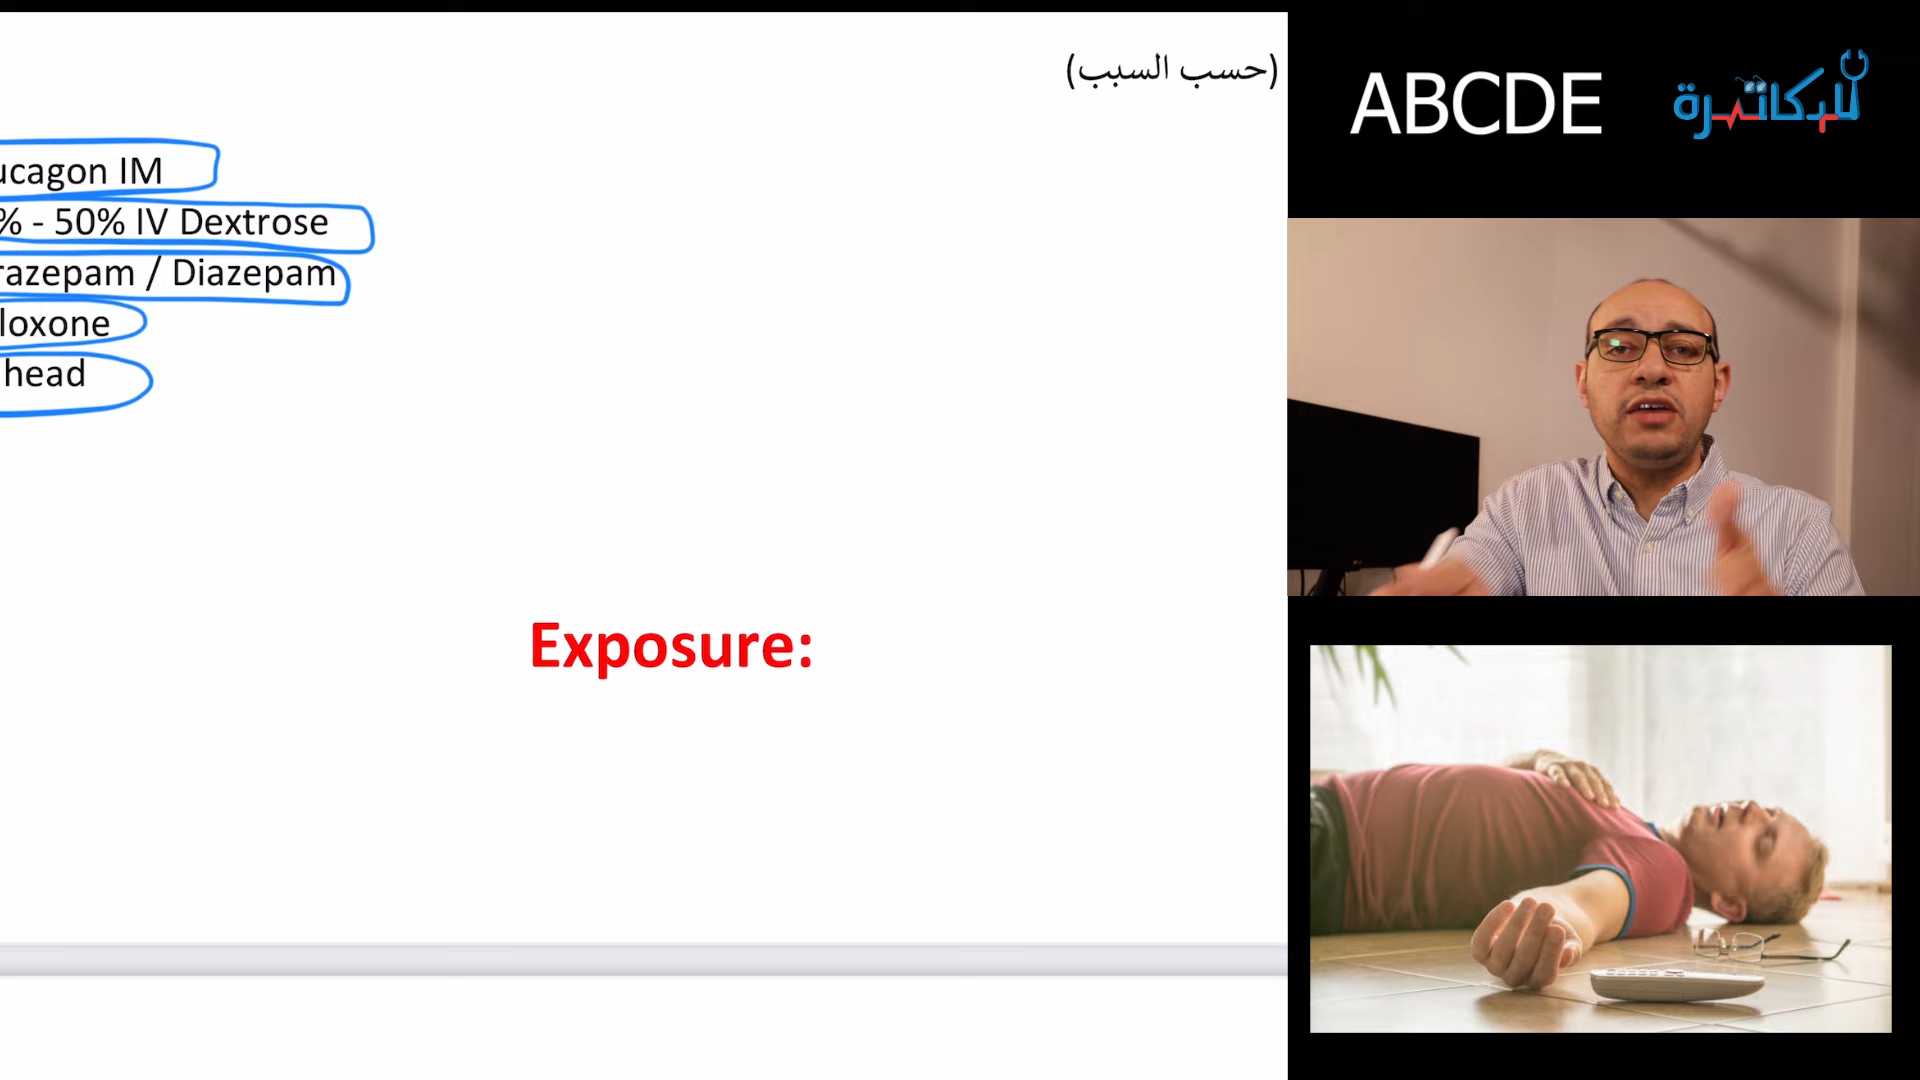 (حسب السبب)
ucagon IM
% - 50% IV Dextrose
razepam / Diazepam
loxone
head
Exposure:
ABCDE
للدكاترة